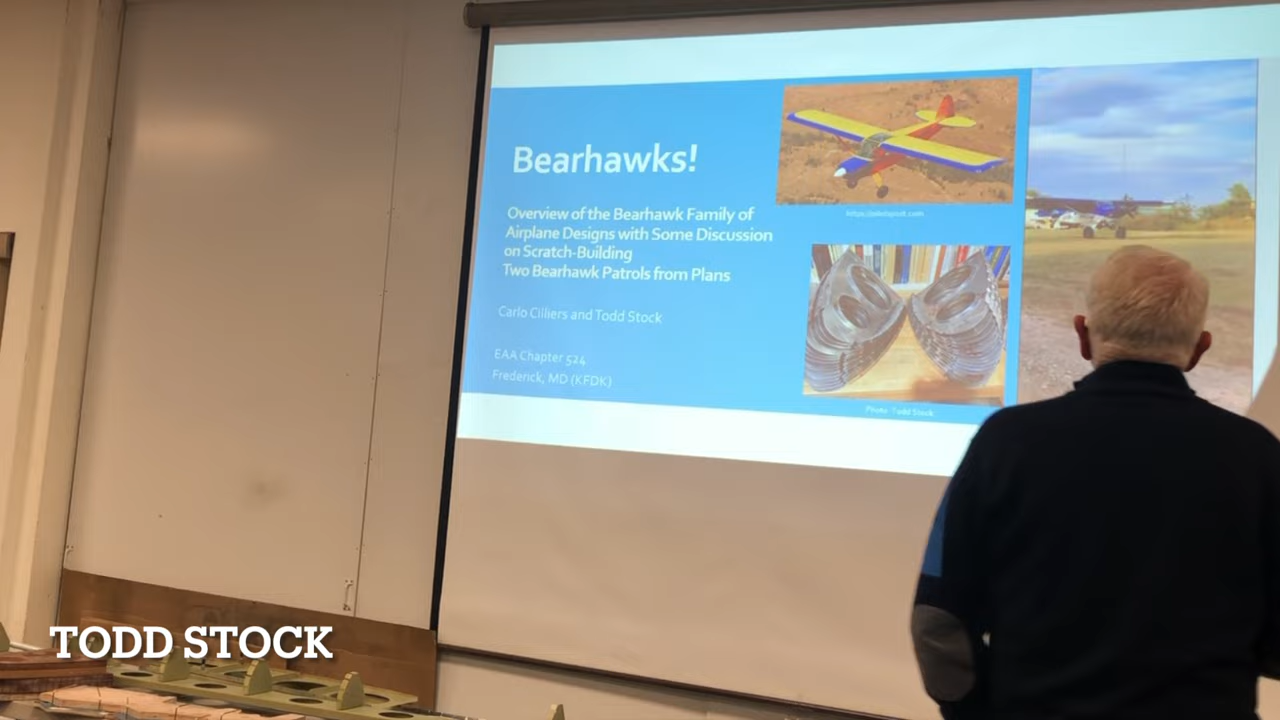 Bearhawks!
Overview of the Bearhawk Family of
Airplane Designs with Some Discussion
on Scratch-Building
Two Bearhawk Patrols from Plans
Carlo Cilliers and Todd Stock
EAA Chapter 524
Frederick, MD (KFDK)
Photo: Todd Stock
TODD STOCK